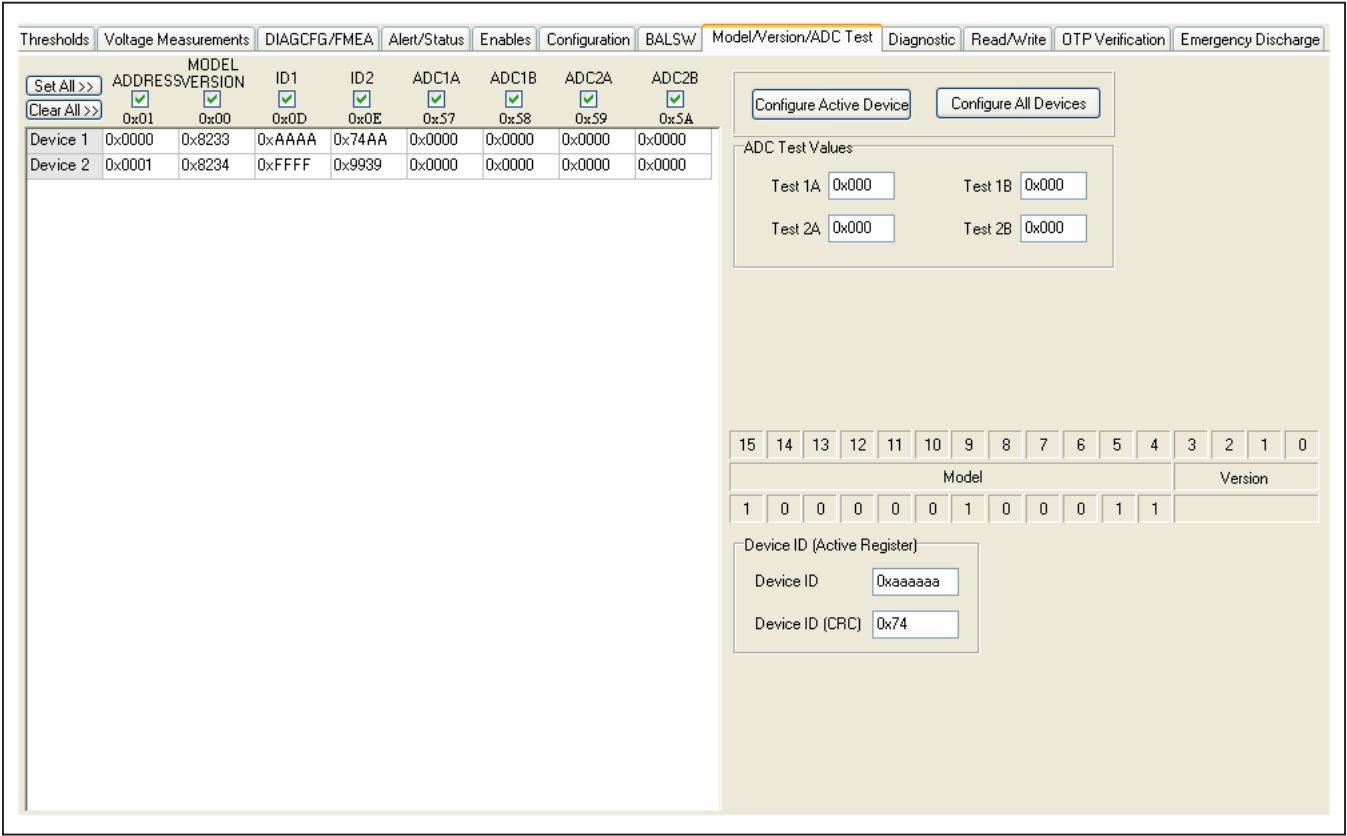 Thresholds Voltage Measurements DIAGCFG/FMEA Alert/Status Enables Configuration BALSW Model/Version/ADC Test Diagnostic Read/Write OTP Verification Emergency Discharge
Set All >>
Clear All >>
ADDRESS MODEL VERSION ID1 ID2 ADC1A ADC1B ADC2A ADC2B
0x01 0x00 0x0D 0x0E 0x57 0x58 0x59 0x5A
Device 1 0x0000 0x8233 0xAAAA 0x74AA 0x0000 0x0000 0x0000 0x0000
Device 2 0x0001 0x8234 0xFFFF 0x9939 0x0000 0x0000 0x0000 0x0000
Configure Active Device Configure All Devices
ADC Test Values
Test 1A 0x000 Test 1B 0x000
Test 2A 0x000 Test 2B 0x000
15 14 13 12 11 10 9 8 7 6 5 4 3 2 1 0
Model Version
1 0 0 0 0 0 1 0 0 0 1 1
Device ID (Active Register)
Device ID 0xaaaaaa
Device ID (CRC) 0x74